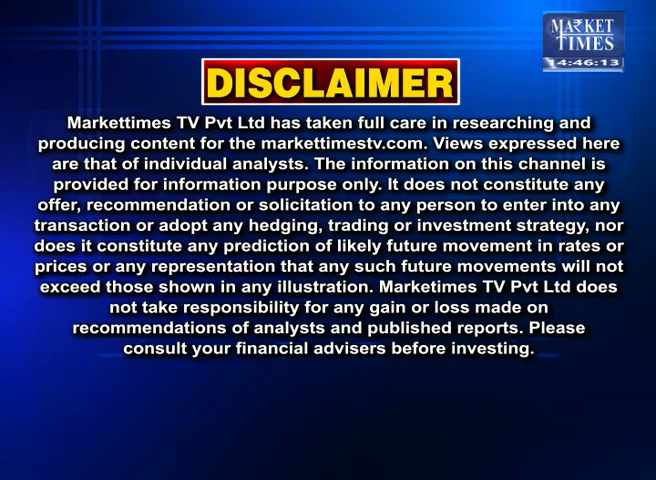 MARKET
TIMES
14:46:13
DISCLAIMER
Markettimes TV Pvt Ltd has taken full care in researching and
producing content for the markettimestv.com. Views expressed here
are that of individual analysts. The information on this channel is
provided for information purpose only. It does not constitute any
offer, recommendation or solicitation to any person to enter into any
transaction or adopt any hedging, trading or investment strategy, nor
does it constitute any prediction of likely future movement in rates or
prices or any representation that any such future movements will not
exceed those shown in any illustration. Marketimes TV Pvt Ltd does
not take responsibility for any gain or loss made on
recommendations of analysts and published reports. Please
consult your financial advisers before investing.